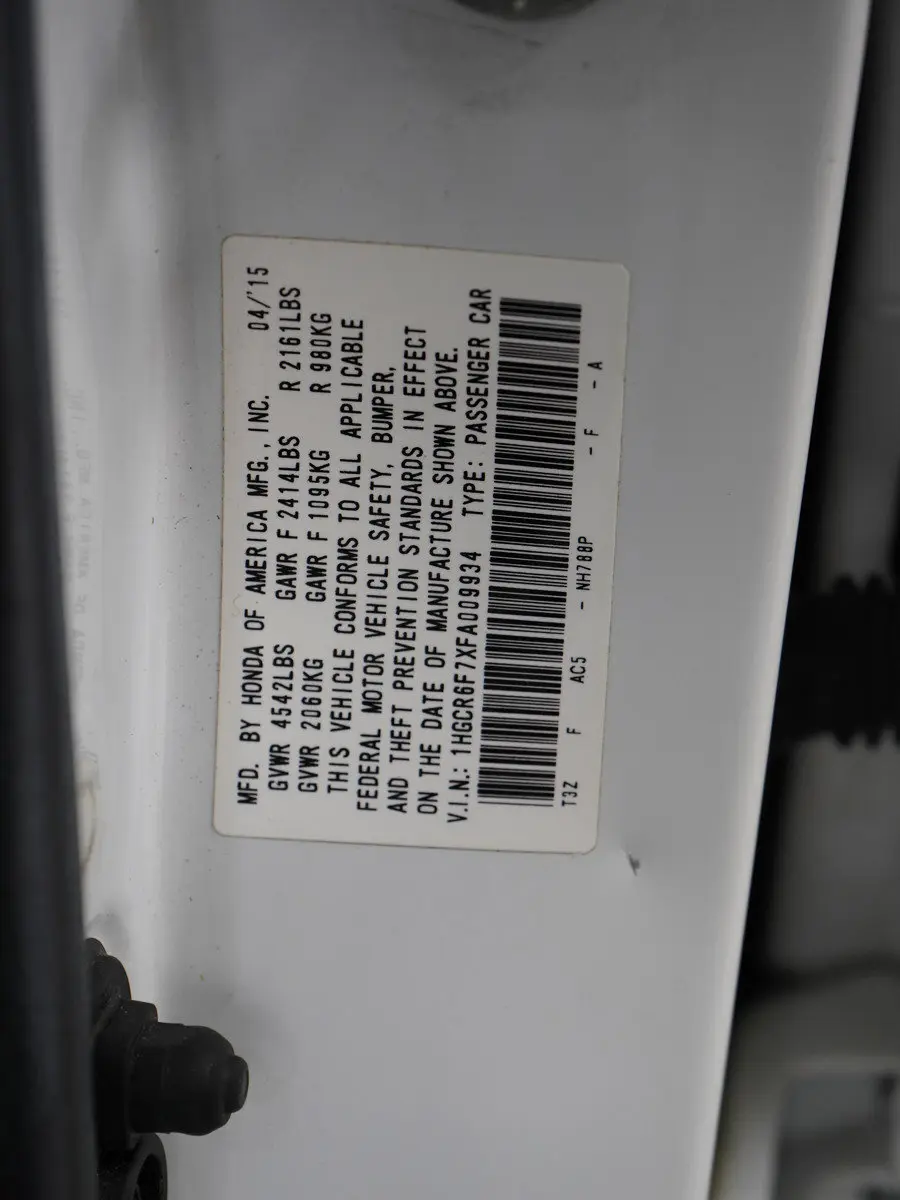 MFD. BY HONDA OF AMERICA MFG., INC. 04/'15
GVWR 4542LBS GAWR F 2414LBS R 2161LBS
GVWR 2060KG GAWR F 1095KG R 980KG
THIS VEHICLE CONFORMS TO ALL APPLICABLE
FEDERAL MOTOR VEHICLE SAFETY, BUMPER,
AND THEFT PREVENTION STANDARDS IN EFFECT
ON THE DATE OF MANUFACTURE SHOWN ABOVE.
V.I.N.: 1HGCR6F7XFA009934 TYPE: PASSENGER CAR
T3Z F AC5 - NH788P - F - A